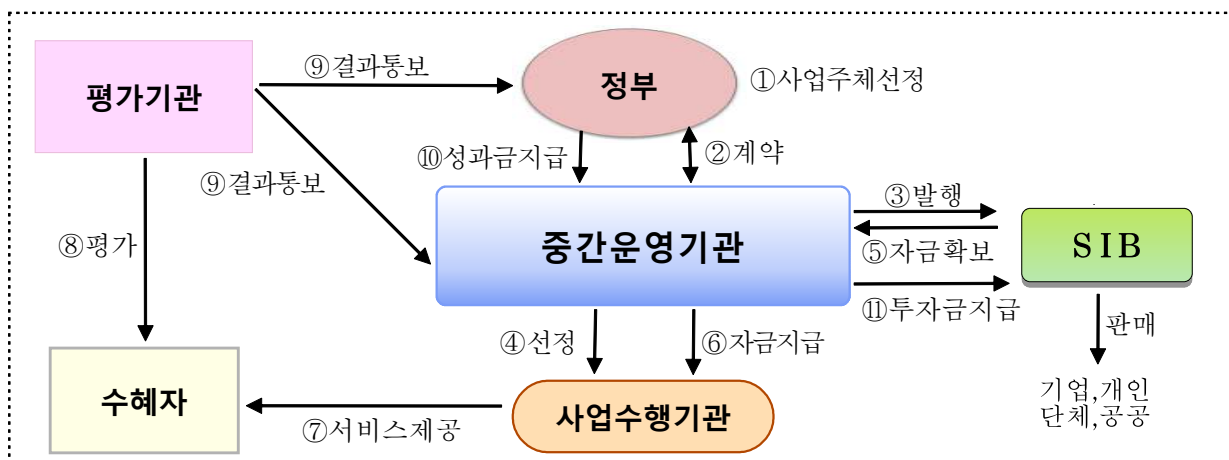 평가기관
⑨결과통보
정부
①사업주체선정
⑩성과금지급
②계약
⑨결과통보
③발행
⑧평가
중간운영기관
⑤자금확보
SIB
⑪투자금지급
④선정
⑥자금지급
판매
수혜자
⑦서비스제공
사업수행기관
기업,개인
단체,공공